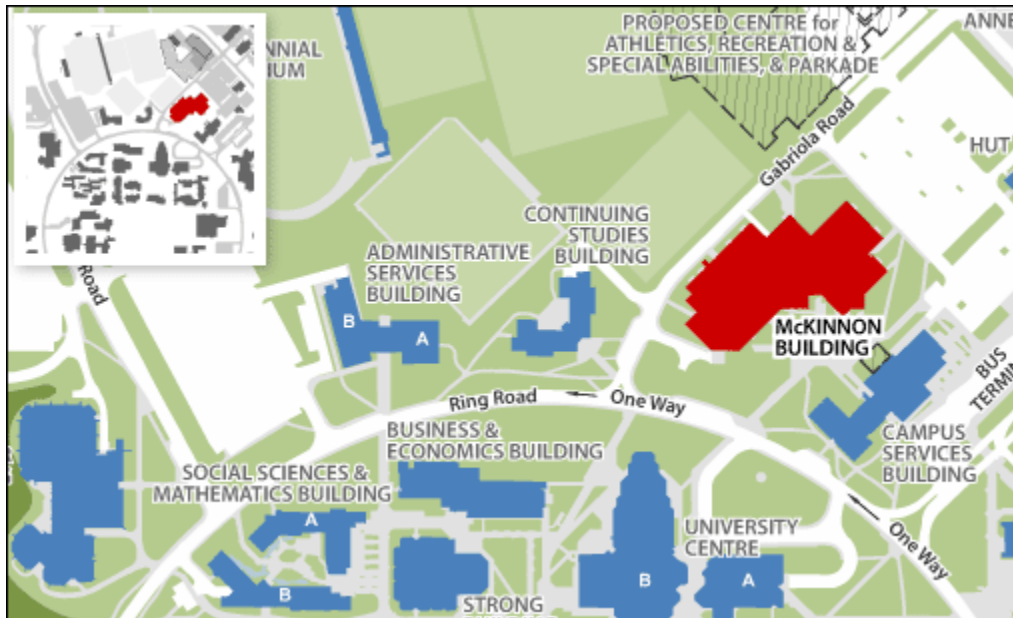 PROPOSED CENTRE for
ATHLETICS, RECREATION &
SPECIAL ABILITIES, & PARKADE
ANNE
NNIAL
IUM
Gabriola Road
HUT
CONTINUING
STUDIES
BUILDING
ADMINISTRATIVE
SERVICES
BUILDING
Road
B
A
McKINNON
BUILDING
BUS
TERMIN
Ring Road
One Way
BUSINESS &
ECONOMICS BUILDING
CAMPUS
SERVICES
BUILDING
SOCIAL SCIENCES &
MATHEMATICS BUILDING
A
UNIVERSITY
CENTRE
One Way
B
B
A
STRONG